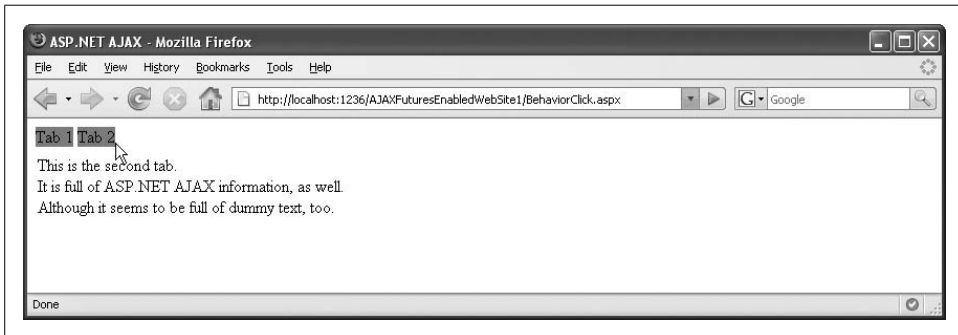 ASP.NET AJAX - Mozilla Firefox
File Edit View History Bookmarks Tools Help
http://localhost:1236/AJAXFuturesEnabledWebSite1/BehaviorClick.aspx
G Google
Tab 1 Tab 2
This is the second tab.
It is full of ASP.NET AJAX information, as well.
Although it seems to be full of dummy text, too.
Done